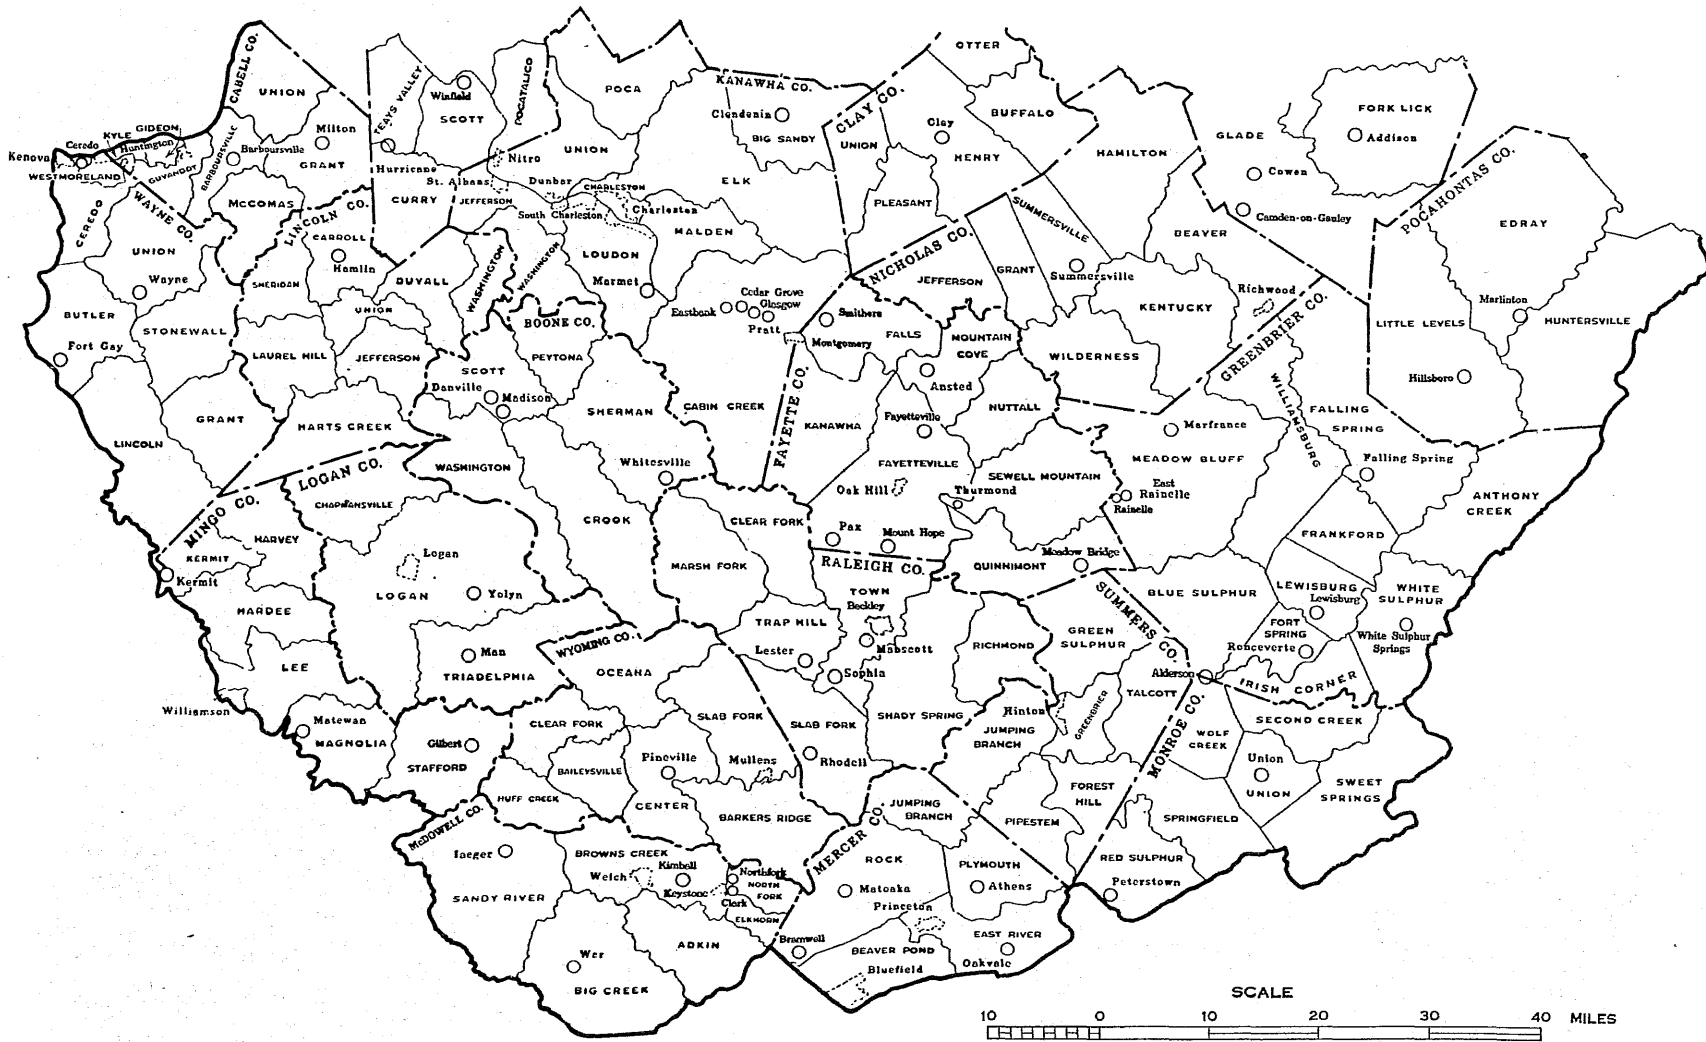 OTTER
CABELL CO.
UNION
TEAYS VALLEY
Winfield
SCOTT
POCATALICO
POCA
KANAWHA CO.
Clendenin
BIG SANDY
CLAY CO.
UNION
Clay
HENRY
BUFFALO
HAMILTON
GLADE
FORK LICK
Addison
Cowen
Camden-on-Gauley
POCAHONTAS CO.
EDRAY
KYLE
GIDEON
Ceredo
Huntington
Kenova
WESTMORELAND
GUYANDOT
BARBOURSVILLE
Barboursville
Milton
GRANT
Hurricane
CURRY
Nitro
UNION
St. Albans
JEFFERSON
Dunbar
CHARLESTON
South Charleston
Charleston
ELK
MALDEN
PLEASANT
SUMMERSVILLE
BEAVER
CEREDO
WAYNE CO.
McCOMAS
LINCOLN CO.
CARROLL
Hamlin
UNION
Wayne
SHERIDAN
DUVALL
WASHINGTON
WASHINGTON
LOUDON
Marmet
NICHOLAS CO.
JEFFERSON
GRANT
Summersville
KENTUCKY
Richwood
GREENBRIER CO.
LITTLE LEVELS
Marlinton
HUNTERSVILLE
BUTLER
STONEWALL
UNION
BOONE CO.
Eastbank
Cedar Grove
Glasgow
Pratt
Smithers
Montgomery
FALLS
MOUNTAIN
COVE
WILDERNESS
Fort Gay
LAUREL HILL
JEFFERSON
SCOTT
PEYTONA
Danville
Madison
Ansted
Hillsboro
GRANT
LINCOLN
HARTS CREEK
SHERMAN
CABIN CREEK
FAYETTE CO.
KANAWHA
Fayetteville
NUTTALL
Marfrance
WILLIAMSBURG
FALLING
SPRING
LOGAN CO.
WASHINGTON
Whitesville
FAYETTEVILLE
SEWELL MOUNTAIN
MEADOW BLUFF
Falling Spring
MINGO CO.
CHAPMANSVILLE
Oak Hill
Thurmond
East
Rainelle
Rainelle
ANTHONY
CREEK
HARVEY
CROOK
CLEAR FORK
Pax
Mount Hope
FRANKFORD
KERMIT
Kermit
Logan
LOGAN
Yolyn
MARSH FORK
RALEIGH CO.
QUINNIMONT
Meadow Bridge
HARDEE
TOWN
Beckley
SUMMERS CO.
BLUE SULPHUR
LEWISBURG
Lewisburg
WHITE
SULPHUR
LEE
Man
TRIADELPHIA
WYOMING CO.
OCEANA
TRAP HILL
Lester
Mabscott
Sophia
RICHMOND
GREEN
SULPHUR
FORT
SPRING
Ronceverte
White Sulphur
Springs
Alderson
IRISH CORNER
Williamson
Matewan
MAGNOLIA
Gilbert
STAFFORD
CLEAR FORK
SLAB FORK
SLAB FORK
SHADY SPRING
Hinton
JUMPING
BRANCH
GREENBRIER
TALCOTT
MONROE CO.
WOLF
CREEK
SECOND CREEK
BAILEYSVILLE
Pineville
Mullens
Rhodell
Union
UNION
SWEET
SPRINGS
McDOWELL CO.
HUFF CREEK
CENTER
BARKERS RIDGE
MERCER CO.
JUMPING
BRANCH
PIPESTEM
FOREST
HILL
SPRINGFIELD
Iaeger
BROWNS CREEK
Welch
Kimball
Keystone
Northfork
NORTH
FORK
Clark
ELKHORN
ROCK
Matoaka
PLYMOUTH
Athens
RED SULPHUR
Peterstown
SANDY RIVER
War
BIG CREEK
ADKIN
Bramwell
Princeton
BEAVER POND
Bluefield
EAST RIVER
Oakvale
SCALE
10 0 10 20 30 40 MILES